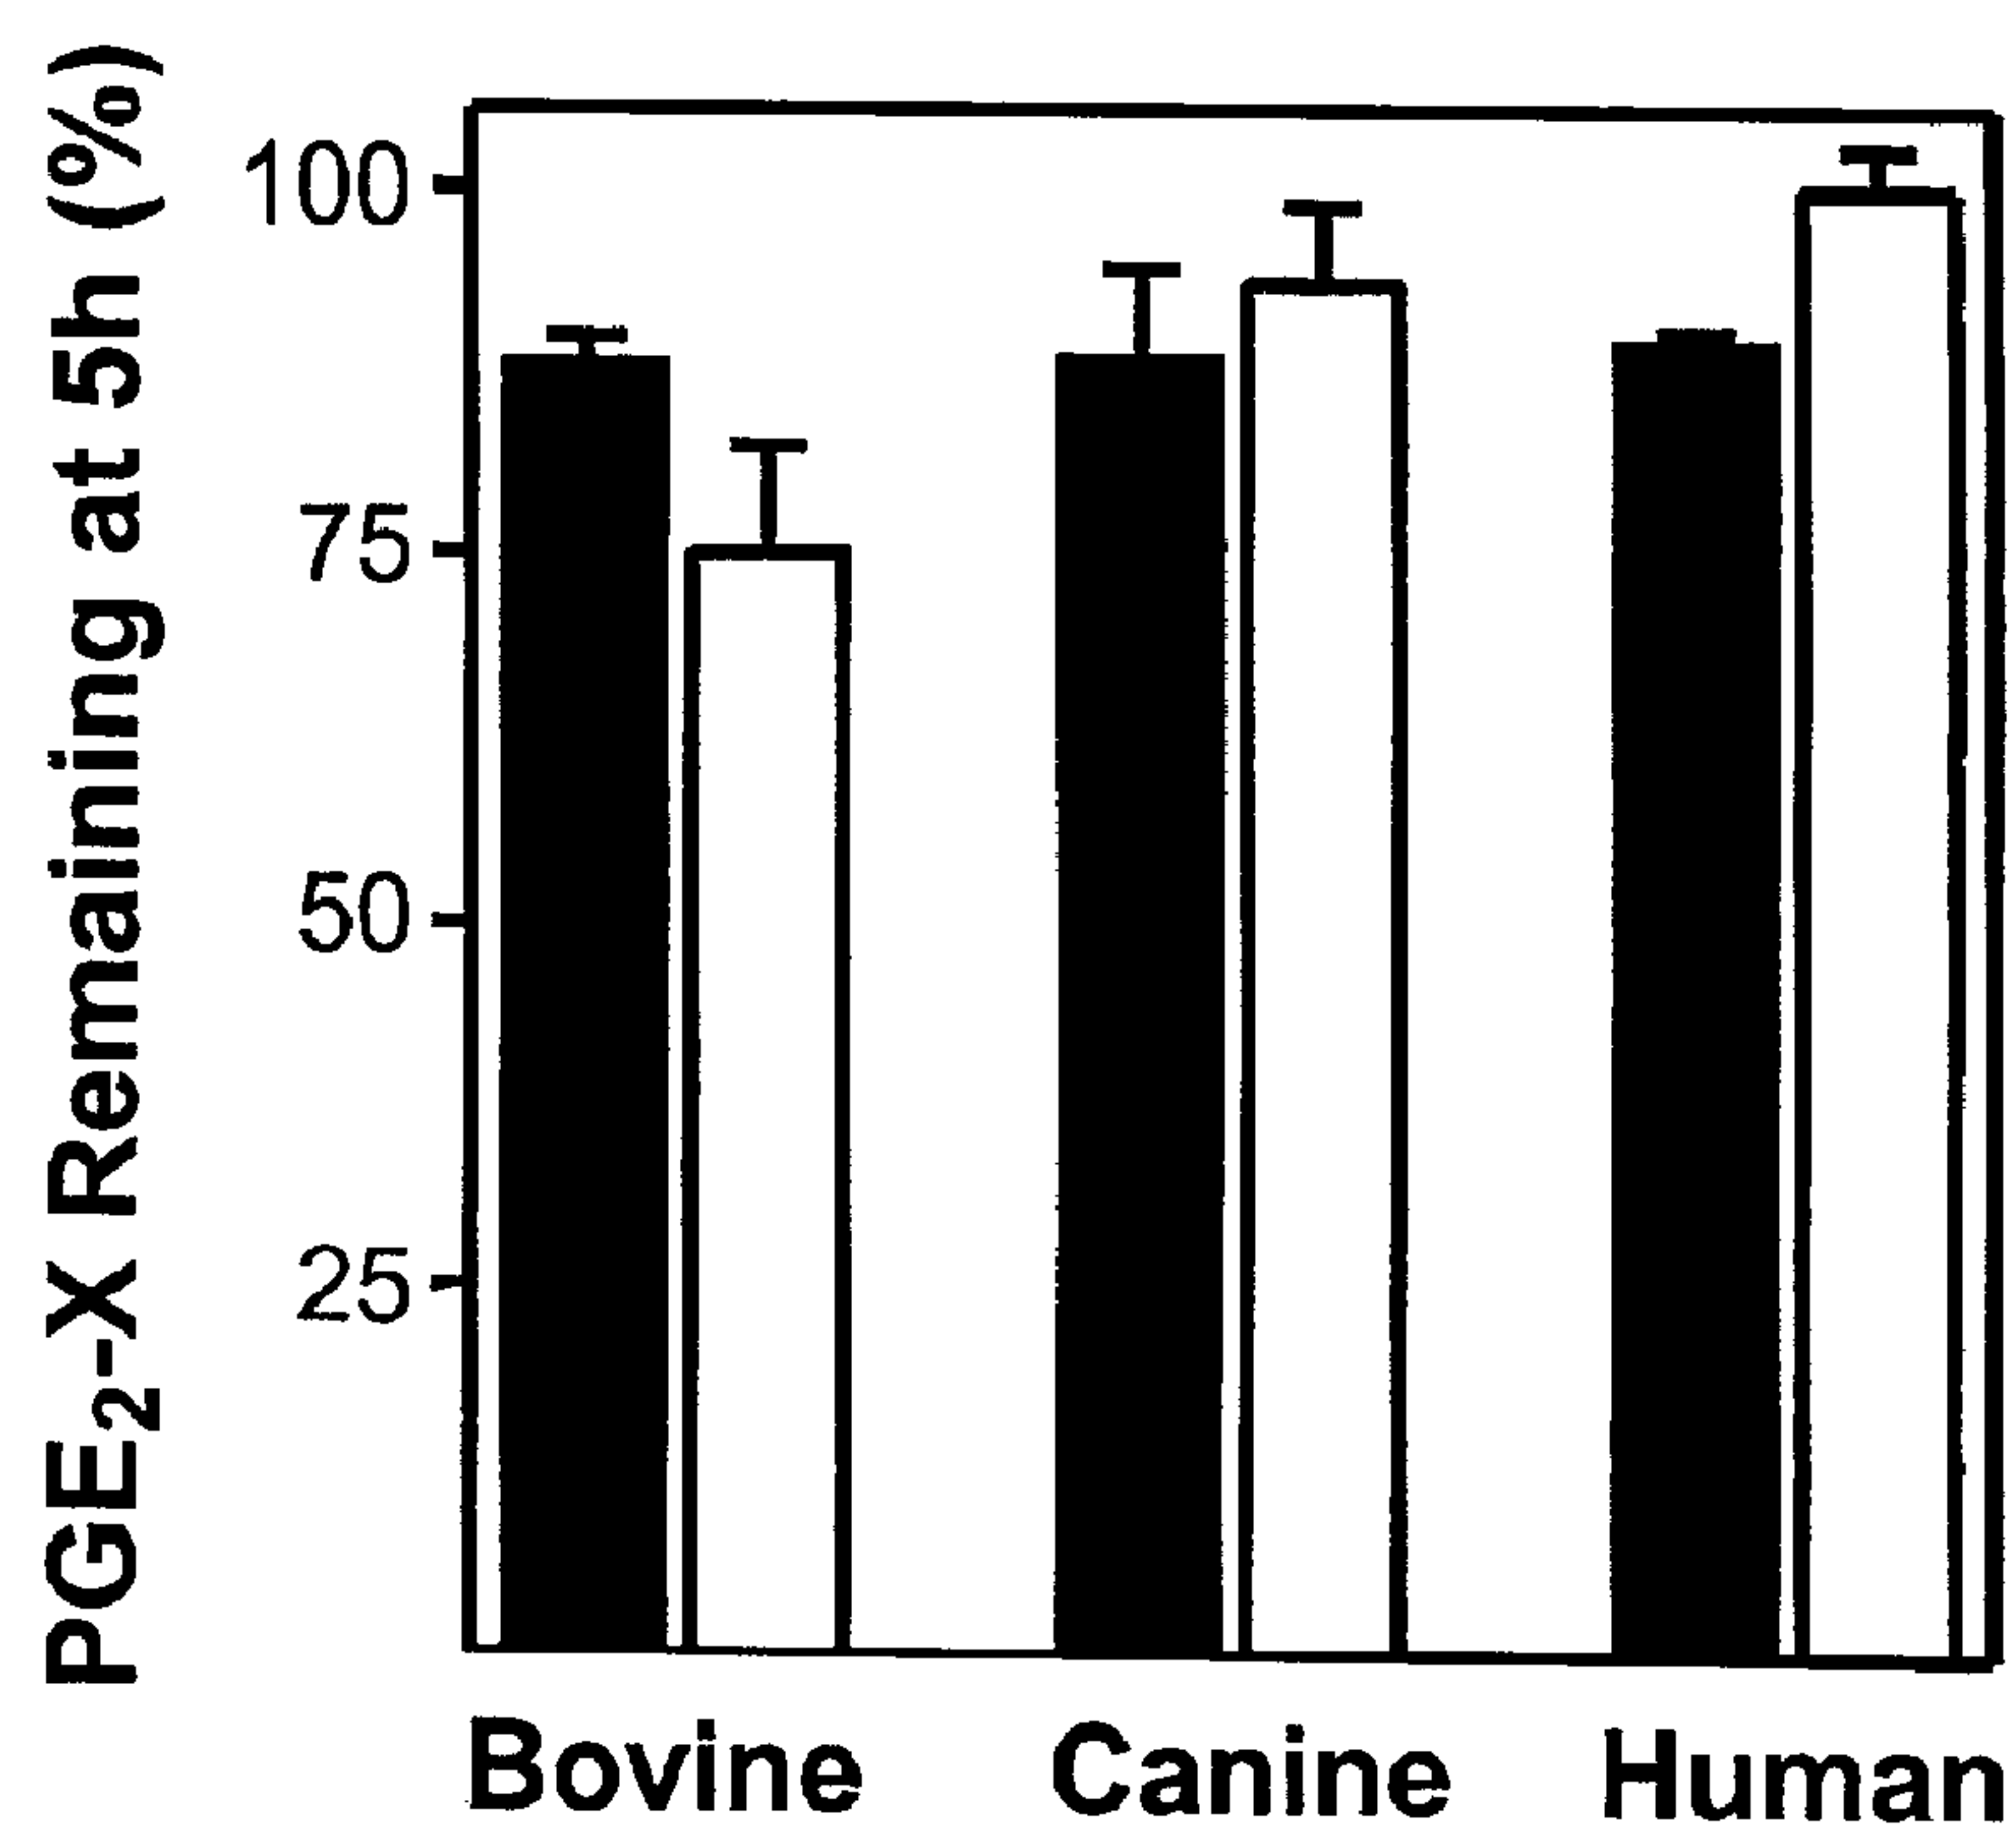 PGE₂-X Remaining at 5h (%)
100
75
50
25
Bovine Canine Human